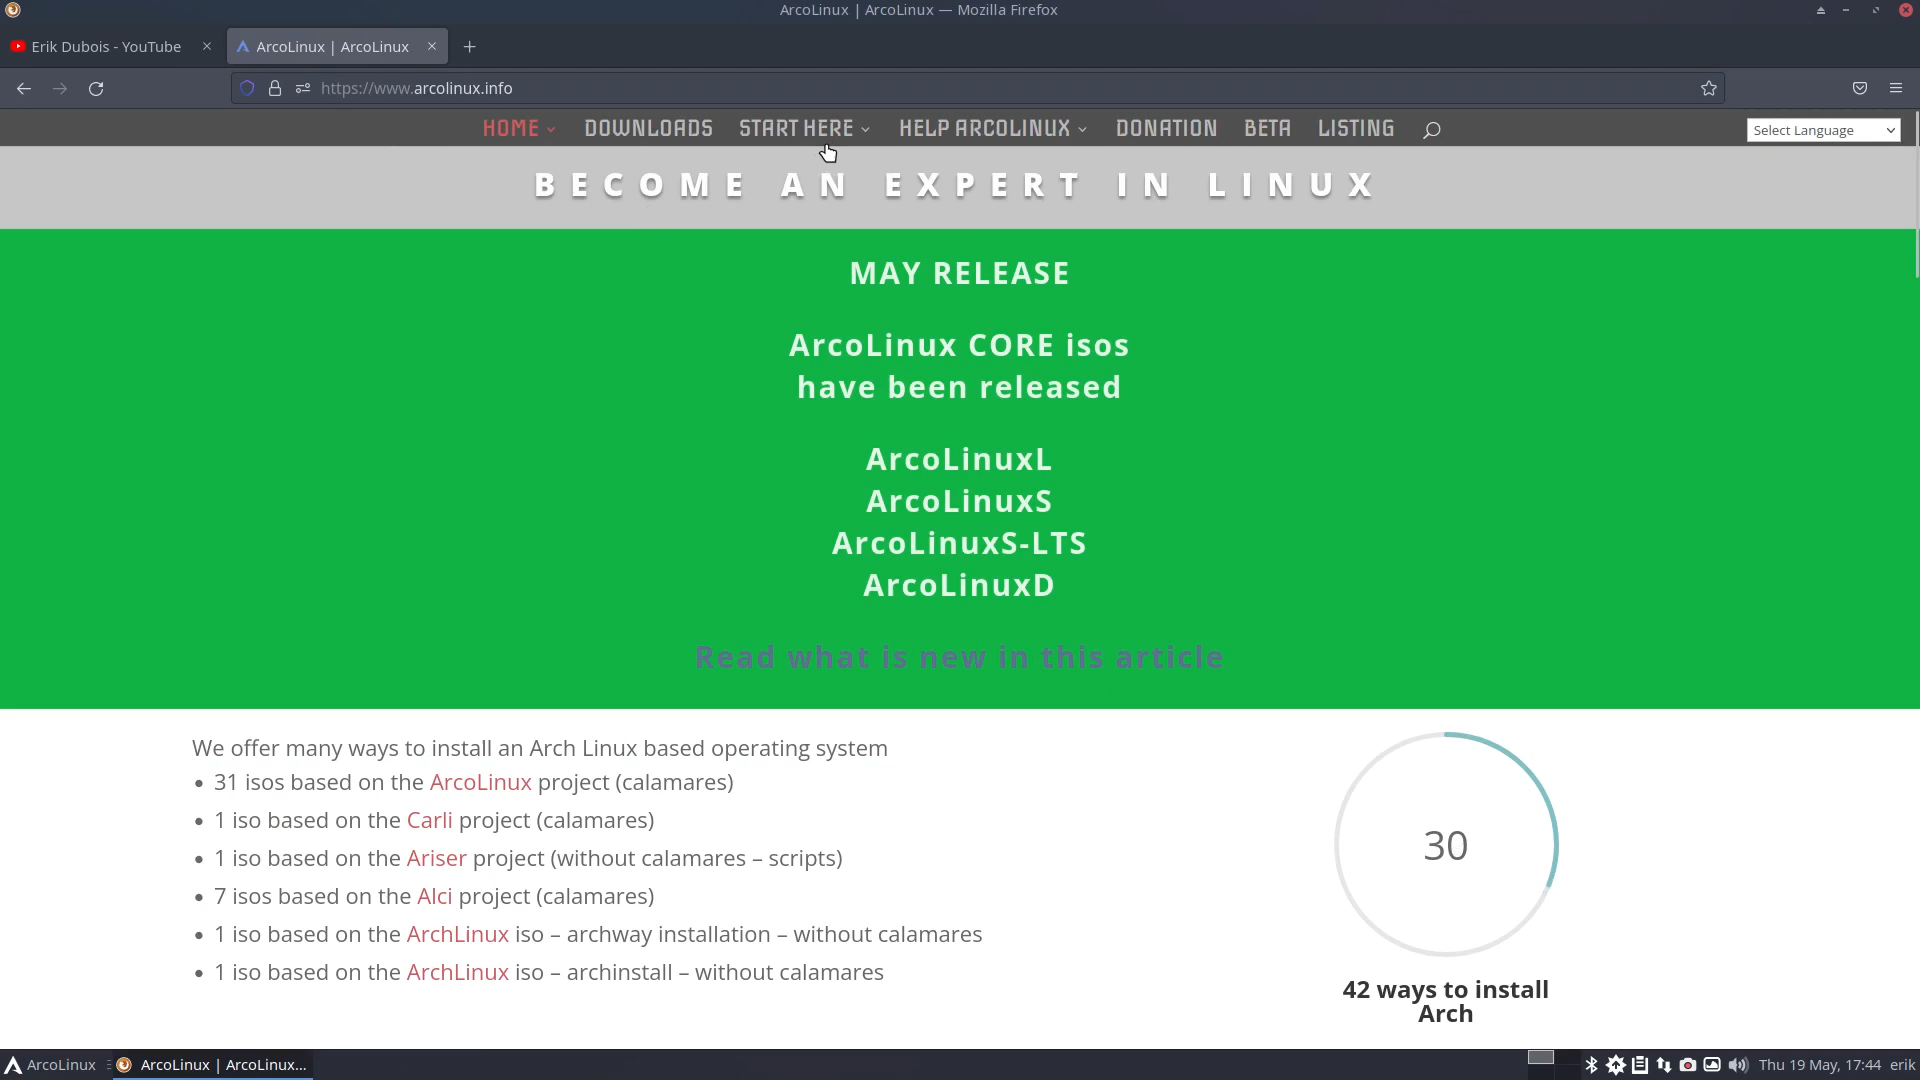 ArcoLinux | ArcoLinux — Mozilla Firefox
Erik Dubois - YouTube
ArcoLinux | ArcoLinux
https://www.arcolinux.info
HOME DOWNLOADS START HERE HELP ARCOLINUX DONATION BETA LISTING
Select Language
BECOME AN EXPERT IN LINUX
MAY RELEASE
ArcoLinux CORE isos
have been released
ArcoLinuxL
ArcoLinuxS
ArcoLinuxS-LTS
ArcoLinuxD
Read what is new in this article
We offer many ways to install an Arch Linux based operating system
• 31 isos based on the ArcoLinux project (calamares)
• 1 iso based on the Carli project (calamares)
• 1 iso based on the Ariser project (without calamares – scripts)
• 7 isos based on the Alci project (calamares)
• 1 iso based on the ArchLinux iso – archway installation – without calamares
• 1 iso based on the ArchLinux iso – archinstall – without calamares
30
42 ways to install
Arch
ArcoLinux
ArcoLinux | ArcoLinux...
Thu 19 May, 17:44 erik